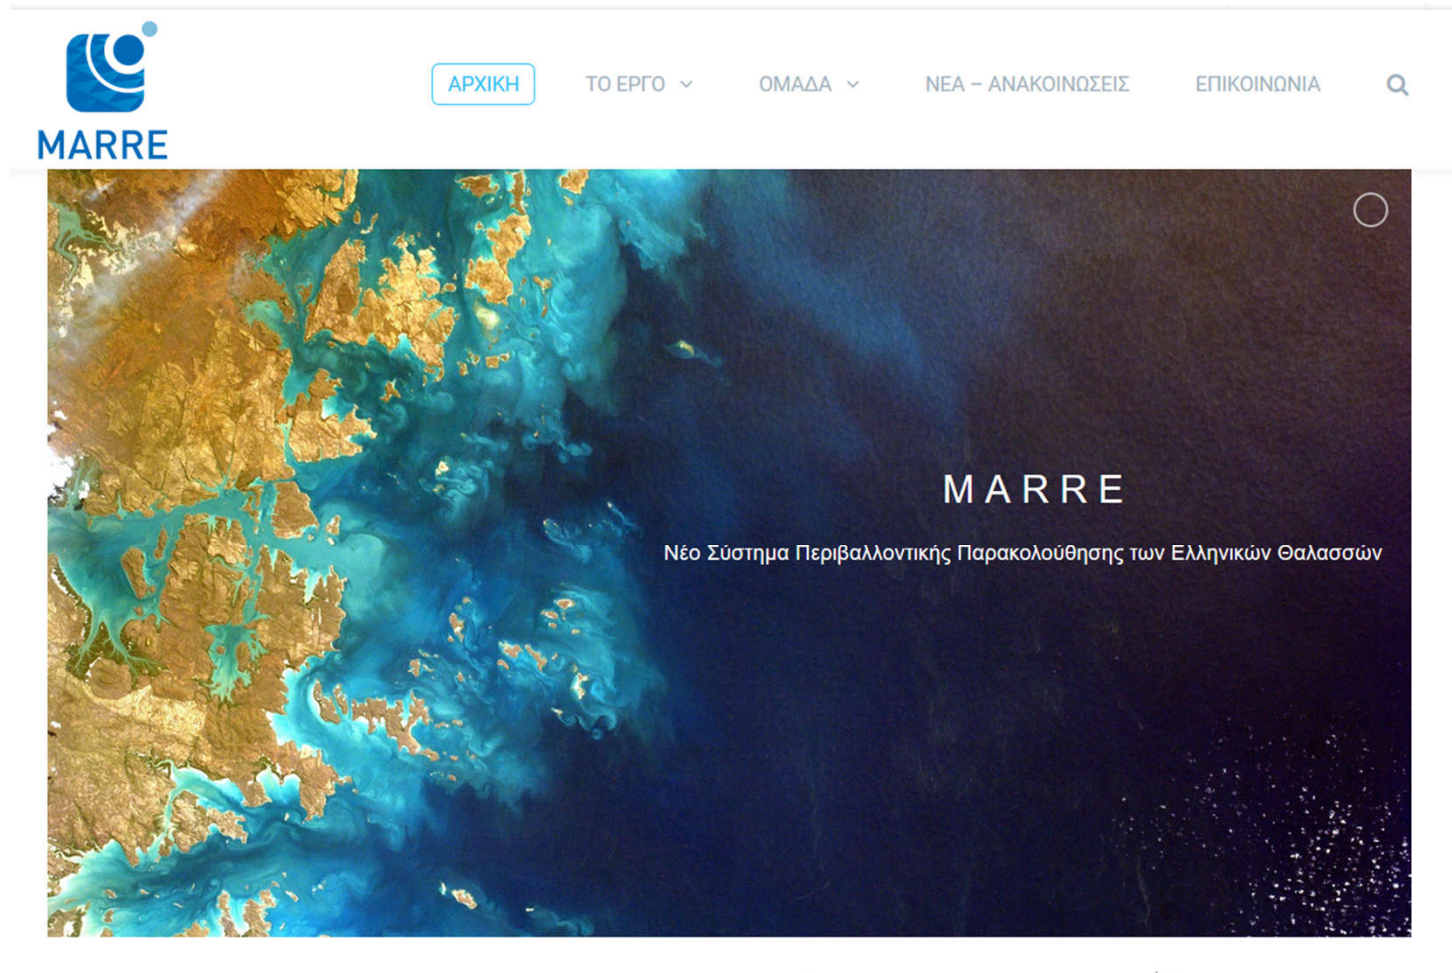 MARRE
ΑΡΧΙΚΗ
ΤΟ ΕΡΓΟ
ΟΜΑΔΑ
ΝΕΑ – ΑΝΑΚΟΙΝΩΣΕΙΣ
ΕΠΙΚΟΙΝΩΝΙΑ
MARRE
Νέο Σύστημα Περιβαλλοντικής Παρακολούθησης των Ελληνικών Θαλασσών